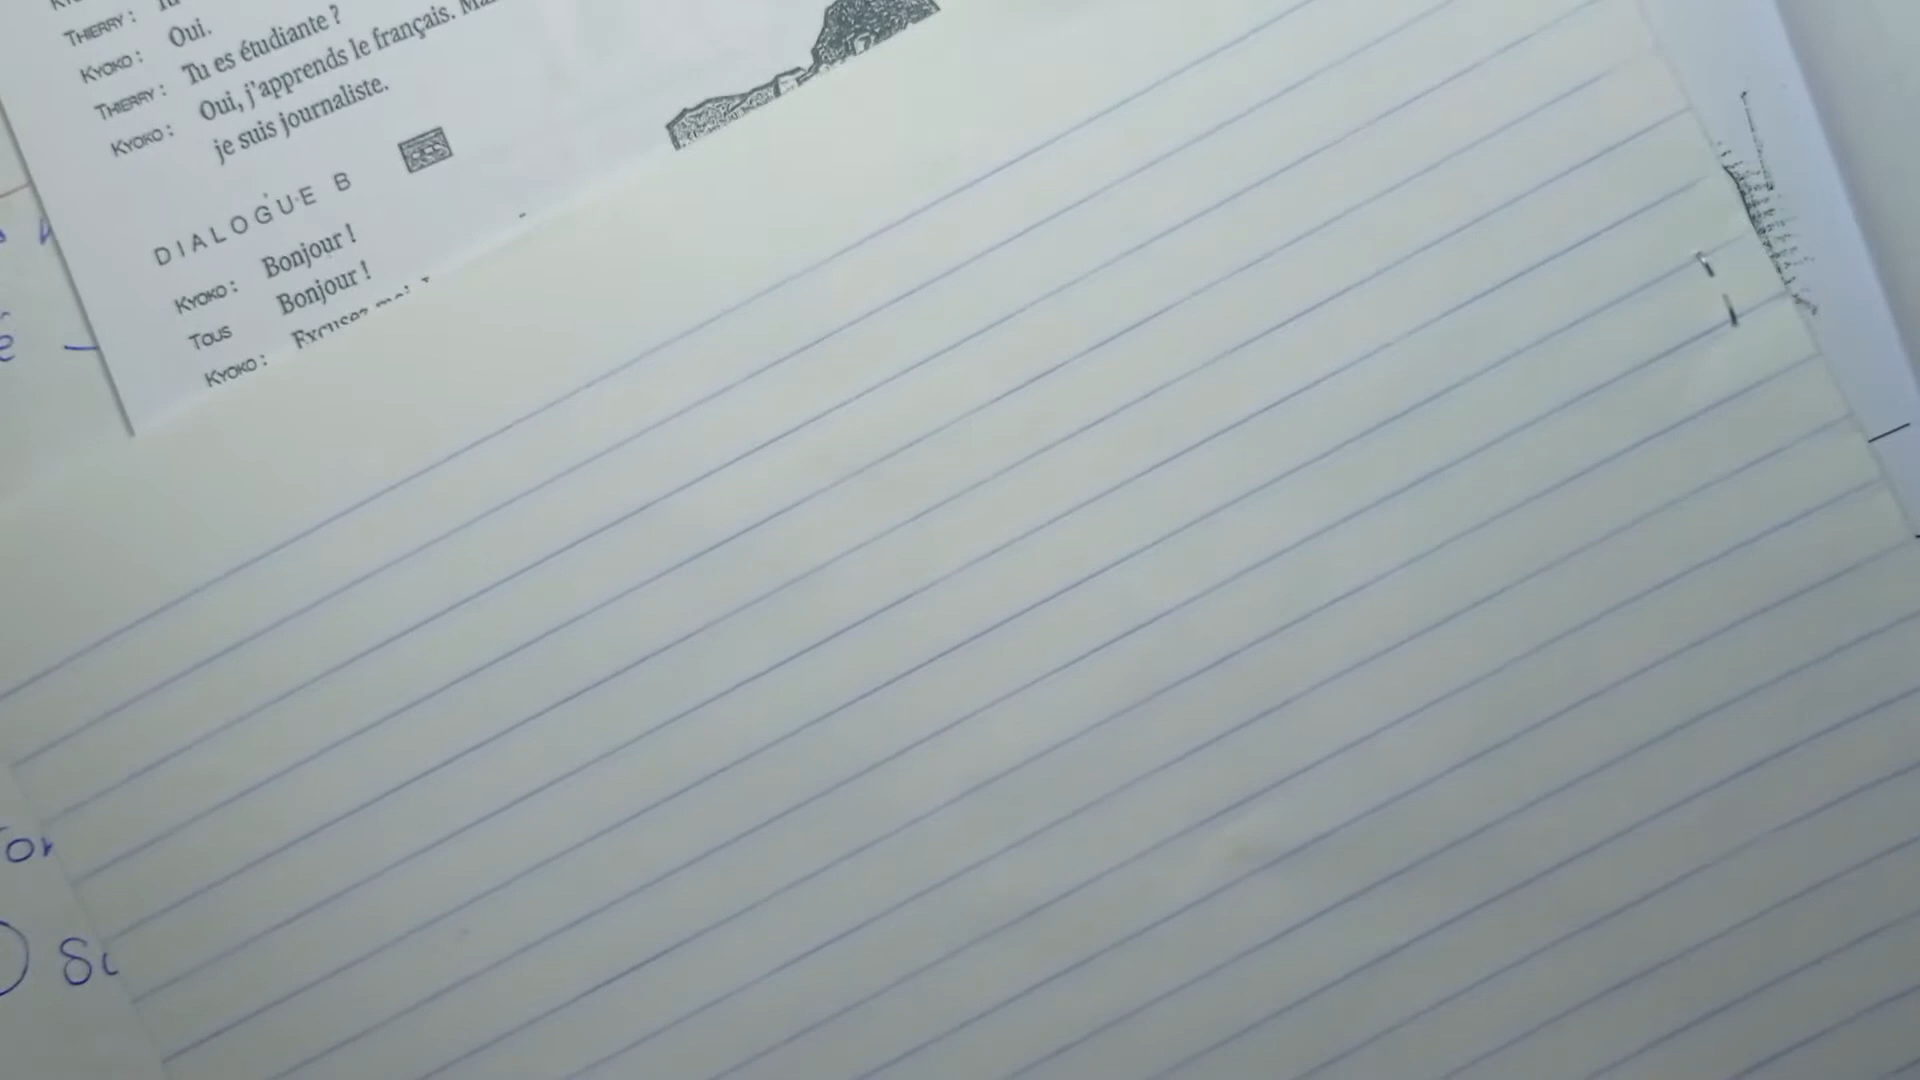 THIERRY :
KYOKO : Oui.
THIERRY : Tu es étudiante ?
KYOKO : Oui, j'apprends le français.
je suis journaliste.
DIALOGUE B
KYOKO : Bonjour !
TOUS Bonjour !
KYOKO : Excusez